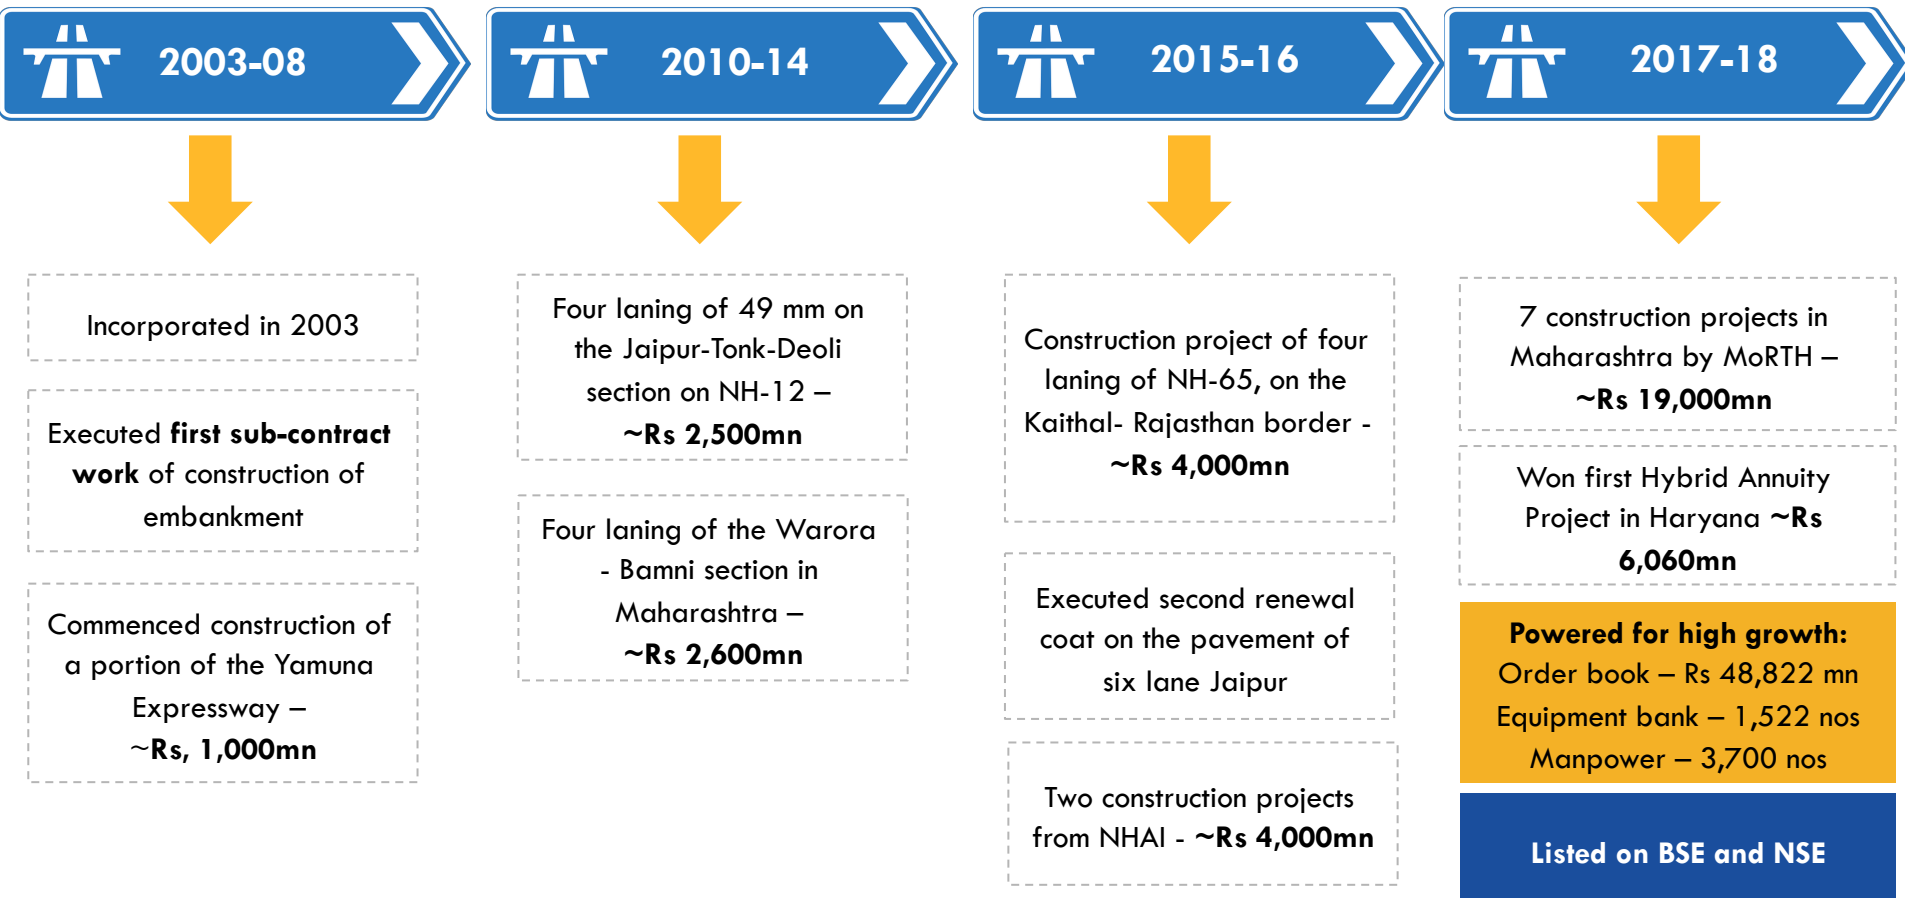 2003-08
Incorporated in 2003
Executed first sub-contract
work of construction of
embankment
Commenced construction of
a portion of the Yamuna
Expressway –
~Rs, 1,000mn
2010-14
Four laning of 49 mm on
the Jaipur-Tonk-Deoli
section on NH-12 –
~Rs 2,500mn
Four laning of the Warora
- Bamni section in
Maharashtra –
~Rs 2,600mn
2015-16
Construction project of four
laning of NH-65, on the
Kaithal- Rajasthan border -
~Rs 4,000mn
Executed second renewal
coat on the pavement of
six lane Jaipur
Two construction projects
from NHAI - ~Rs 4,000mn
2017-18
7 construction projects in
Maharashtra by MoRTH –
~Rs 19,000mn
Won first Hybrid Annuity
Project in Haryana ~Rs
6,060mn
Powered for high growth:
Order book – Rs 48,822 mn
Equipment bank – 1,522 nos
Manpower – 3,700 nos
Listed on BSE and NSE